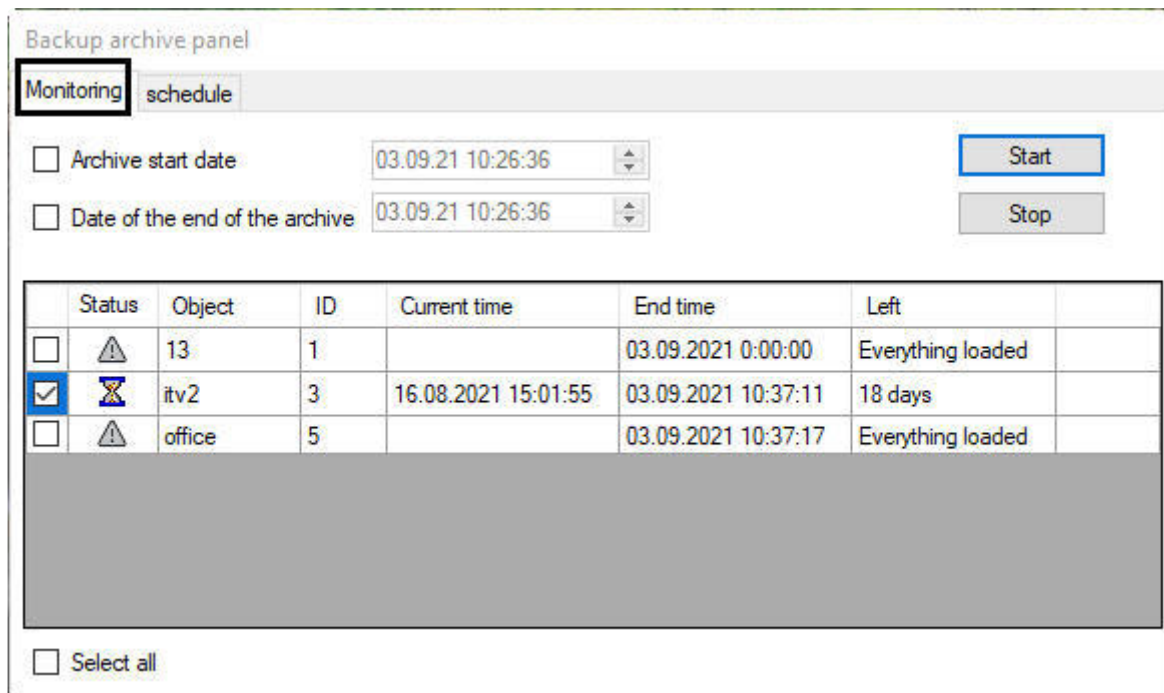 Backup archive panel
Monitoring schedule
Archive start date 03.09.21 10:26:36 Start
Date of the end of the archive 03.09.21 10:26:36 Stop
Status Object ID Current time End time Left
13 1 03.09.2021 0:00:00 Everything loaded
itv2 3 16.08.2021 15:01:55 03.09.2021 10:37:11 18 days
office 5 03.09.2021 10:37:17 Everything loaded
Select all